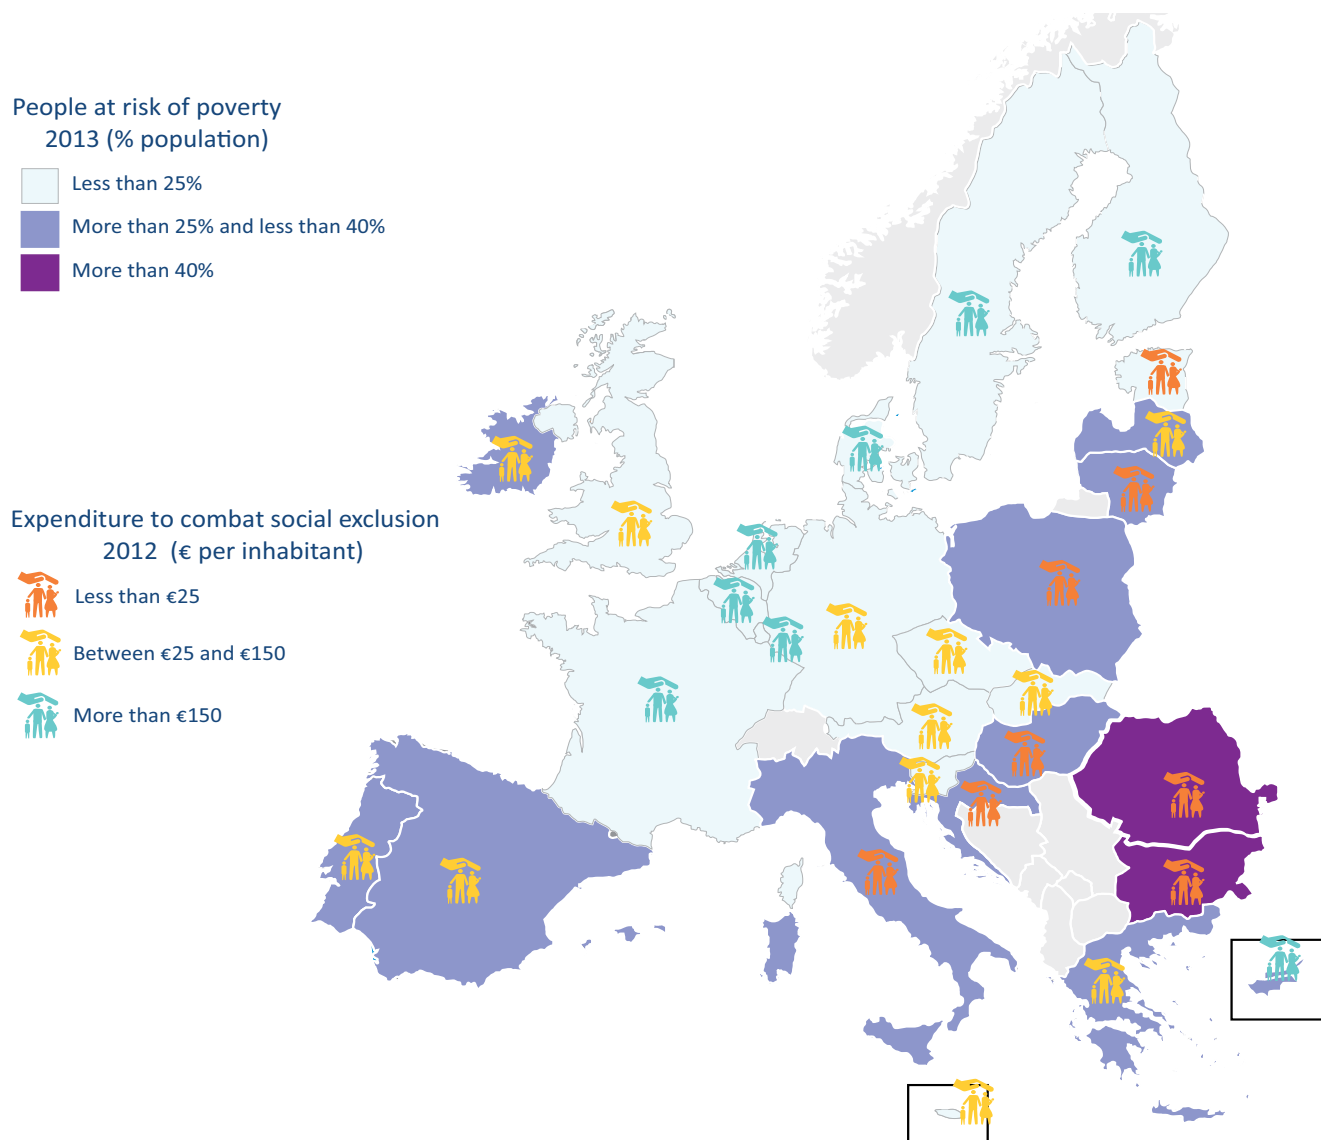 People at risk of poverty
2013 (% population)
Less than 25%
More than 25% and less than 40%
More than 40%
Expenditure to combat social exclusion
2012 (€ per inhabitant)
Less than €25
Between €25 and €150
More than €150